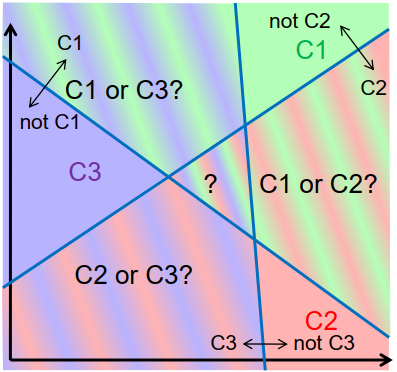 not C2
C1
C1
C2
C1 or C3?
not C1
C3
?
C1 or C2?
C2 or C3?
C2
C3
not C3